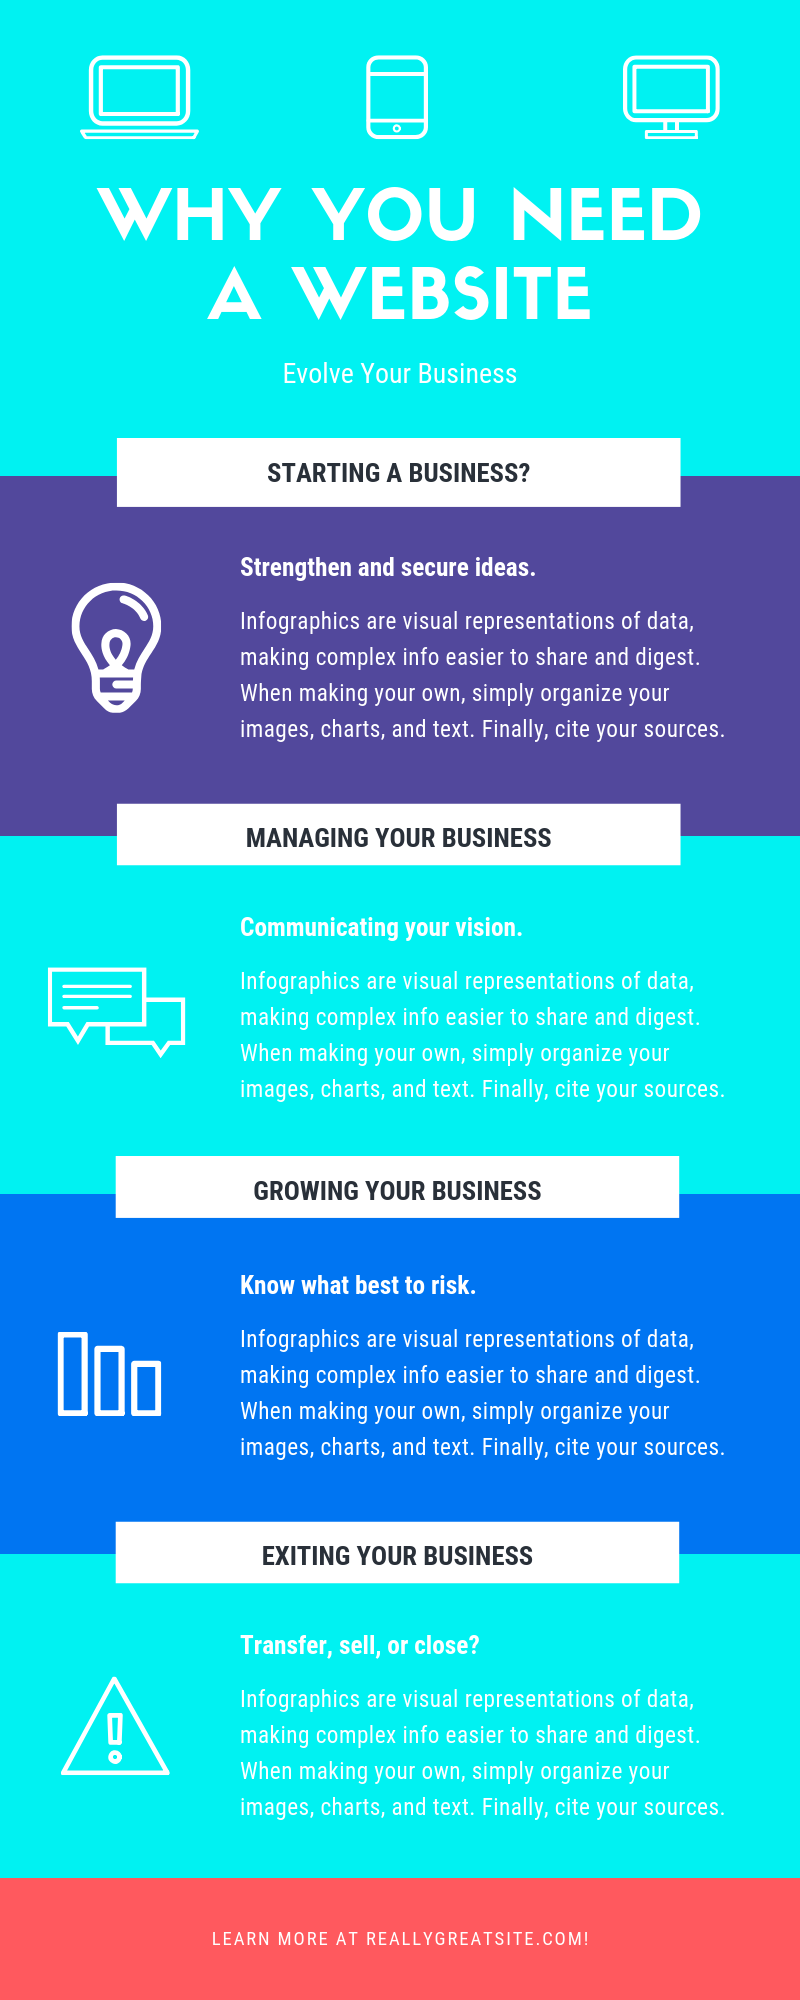 WHY YOU NEED
A WEBSITE
Evolve Your Business
STARTING A BUSINESS?
Strengthen and secure ideas.
Infographics are visual representations of data,
making complex info easier to share and digest.
When making your own, simply organize your
images, charts, and text. Finally, cite your sources.
MANAGING YOUR BUSINESS
Communicating your vision.
Infographics are visual representations of data,
making complex info easier to share and digest.
When making your own, simply organize your
images, charts, and text. Finally, cite your sources.
GROWING YOUR BUSINESS
Know what best to risk.
Infographics are visual representations of data,
making complex info easier to share and digest.
When making your own, simply organize your
images, charts, and text. Finally, cite your sources.
EXITING YOUR BUSINESS
Transfer, sell, or close?
Infographics are visual representations of data,
making complex info easier to share and digest.
When making your own, simply organize your
images, charts, and text. Finally, cite your sources.
LEARN MORE AT REALLYGREATSITE.COM!